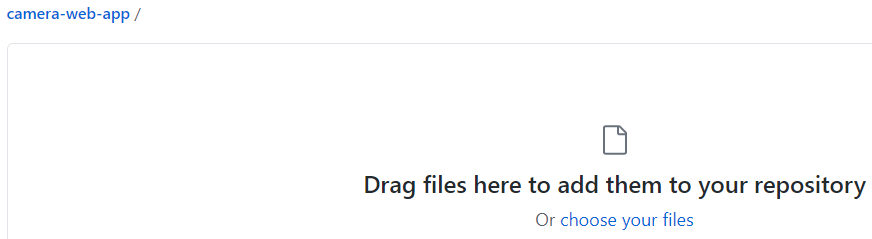 camera-web-app /
Drag files here to add them to your repository
Or choose your files